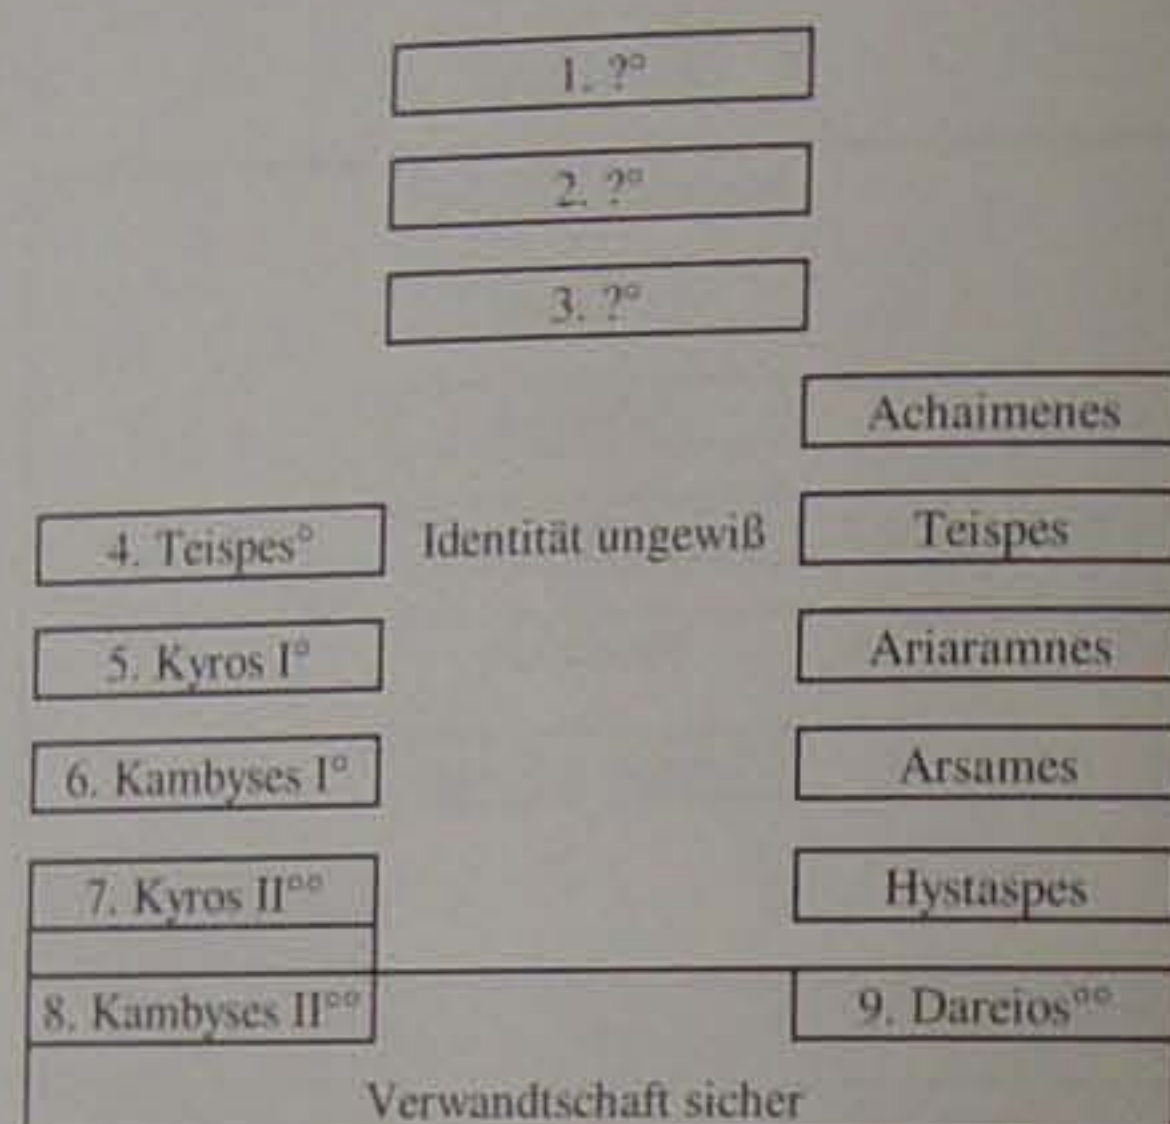 1. ?°
2. ?°
3. ?°
Achaimenes
4. Teispes° Identität ungewiß Teispes
5. Kyros I° Ariaramnes
6. Kambyses I° Arsames
7. Kyros II°° Hystaspes
8. Kambyses II°° 9. Dareios°°
Verwandtschaft sicher